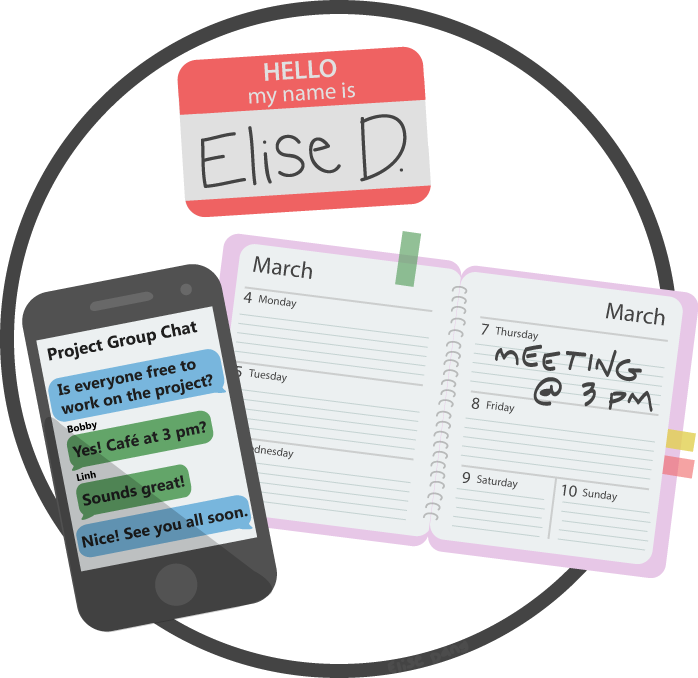 HELLO
my name is
Elise D.
March
4 Monday
5 Tuesday
dnesday
March
7 Thursday
MEETING
@ 3 PM
8 Friday
9 Saturday
10 Sunday
Project Group Chat
Is everyone free to
work on the project?
Bobby
Yes! Café at 3 pm?
Linh
Sounds great!
Nice! See you all soon.